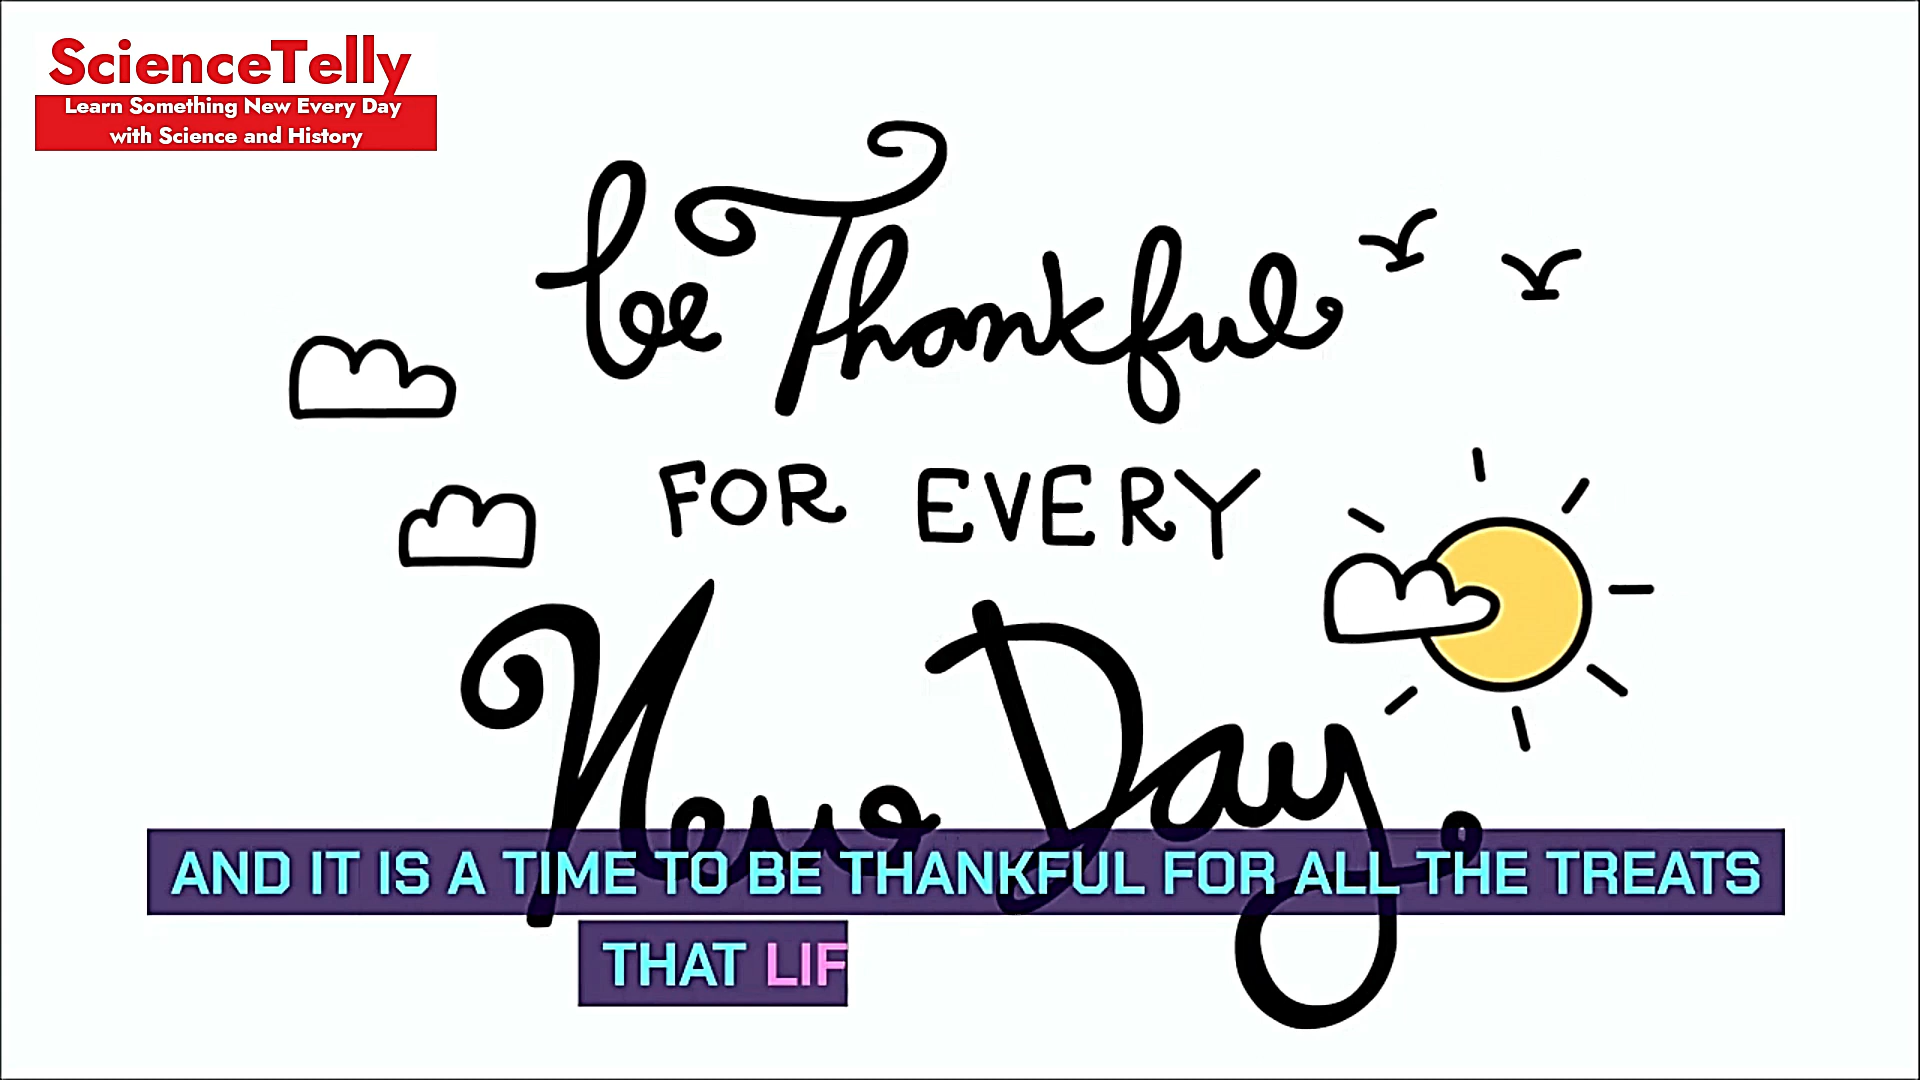 ScienceTelly
Learn Something New Every Day
with Science and History
be Thankful
FOR EVERY
New Day.
AND IT IS A TIME TO BE THANKFUL FOR ALL THE TREATS
THAT LIF